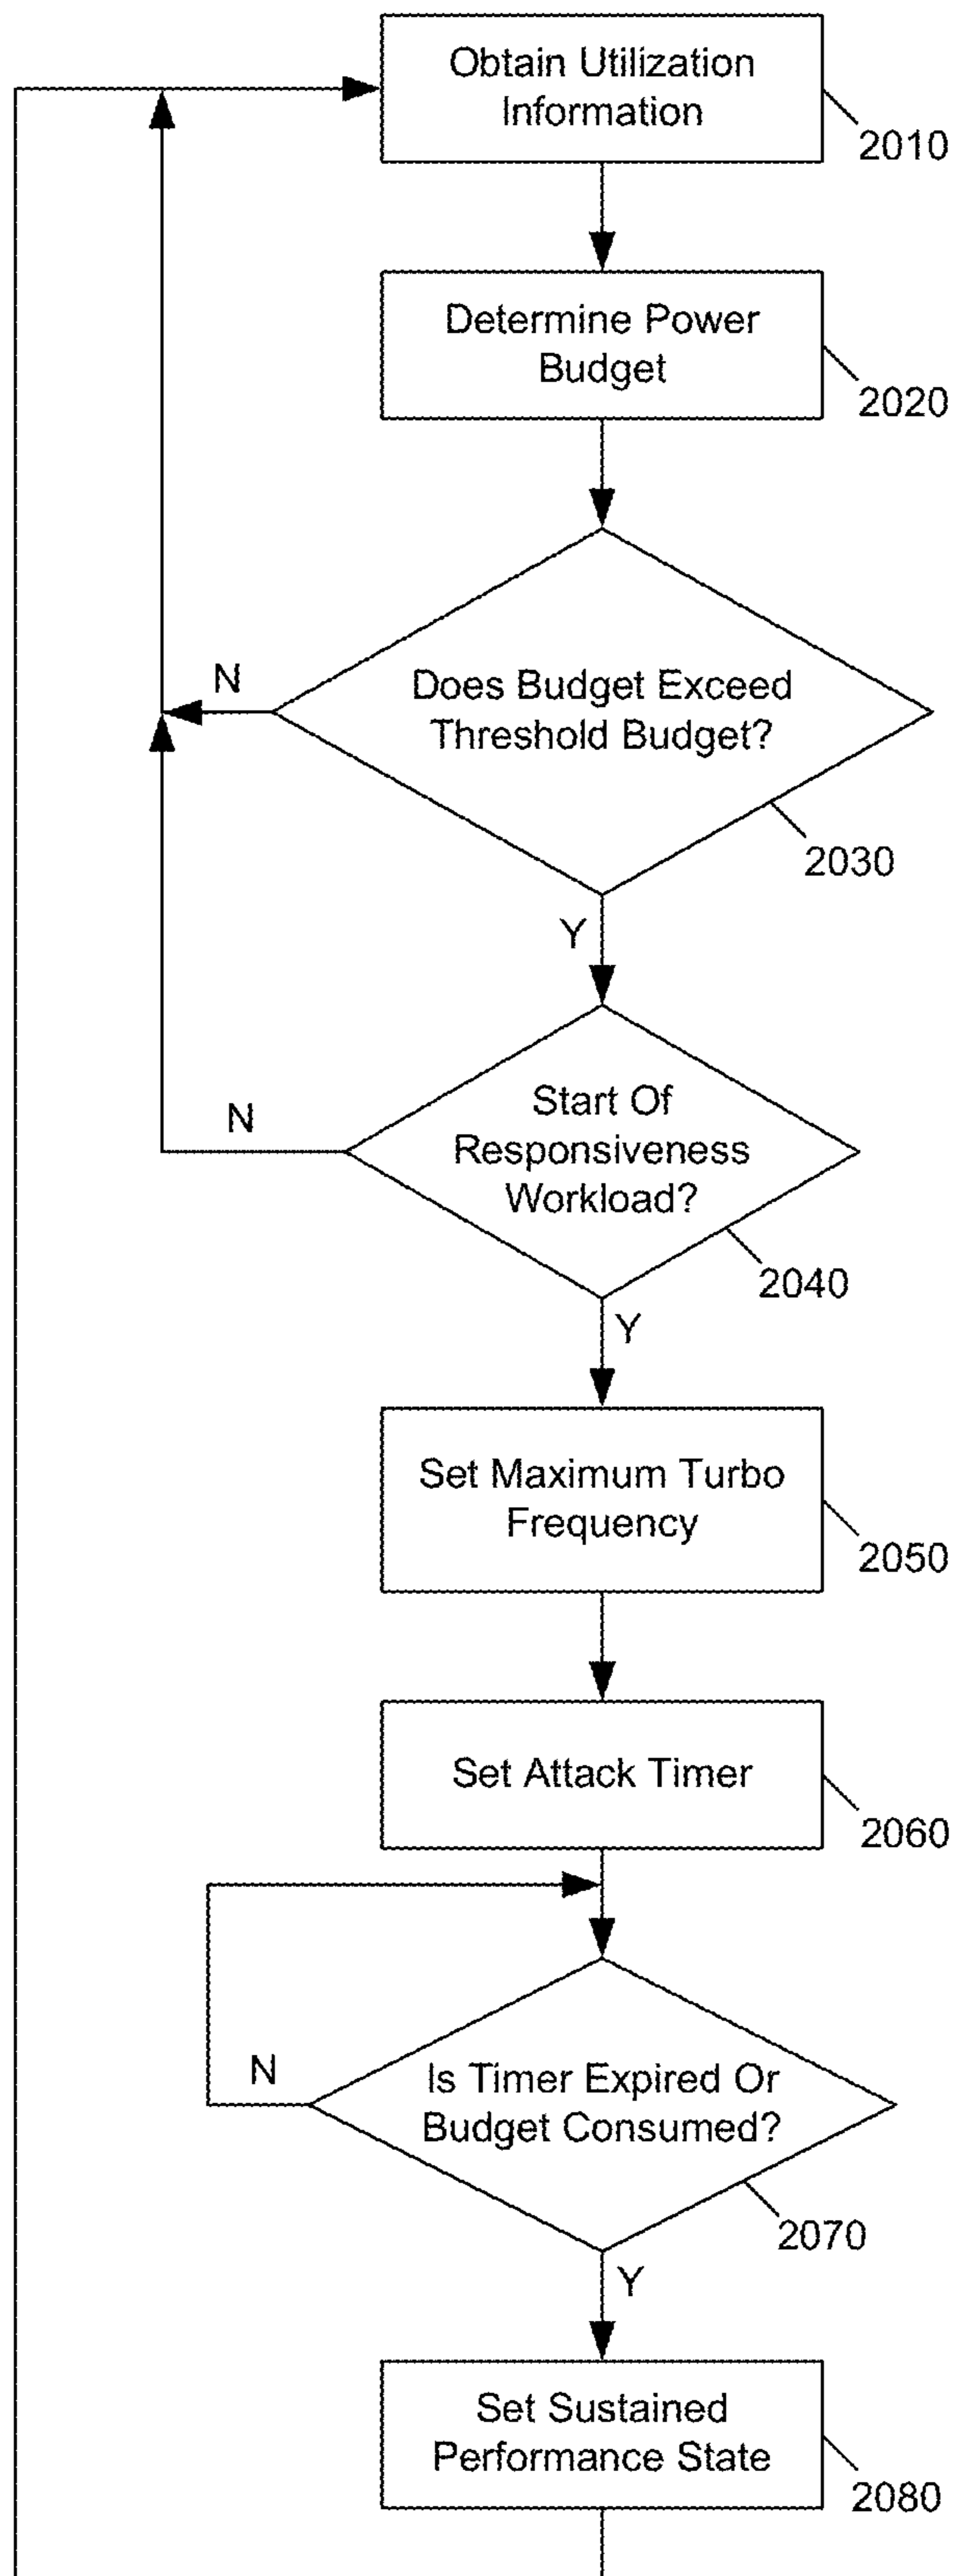 Obtain Utilization
Information
2010
Determine Power
Budget
2020
Does Budget Exceed
Threshold Budget?
N
2030
Y
Start Of
Responsiveness
Workload?
N
2040
Y
Set Maximum Turbo
Frequency
2050
Set Attack Timer
2060
Is Timer Expired Or
Budget Consumed?
N
2070
Y
Set Sustained
Performance State
2080